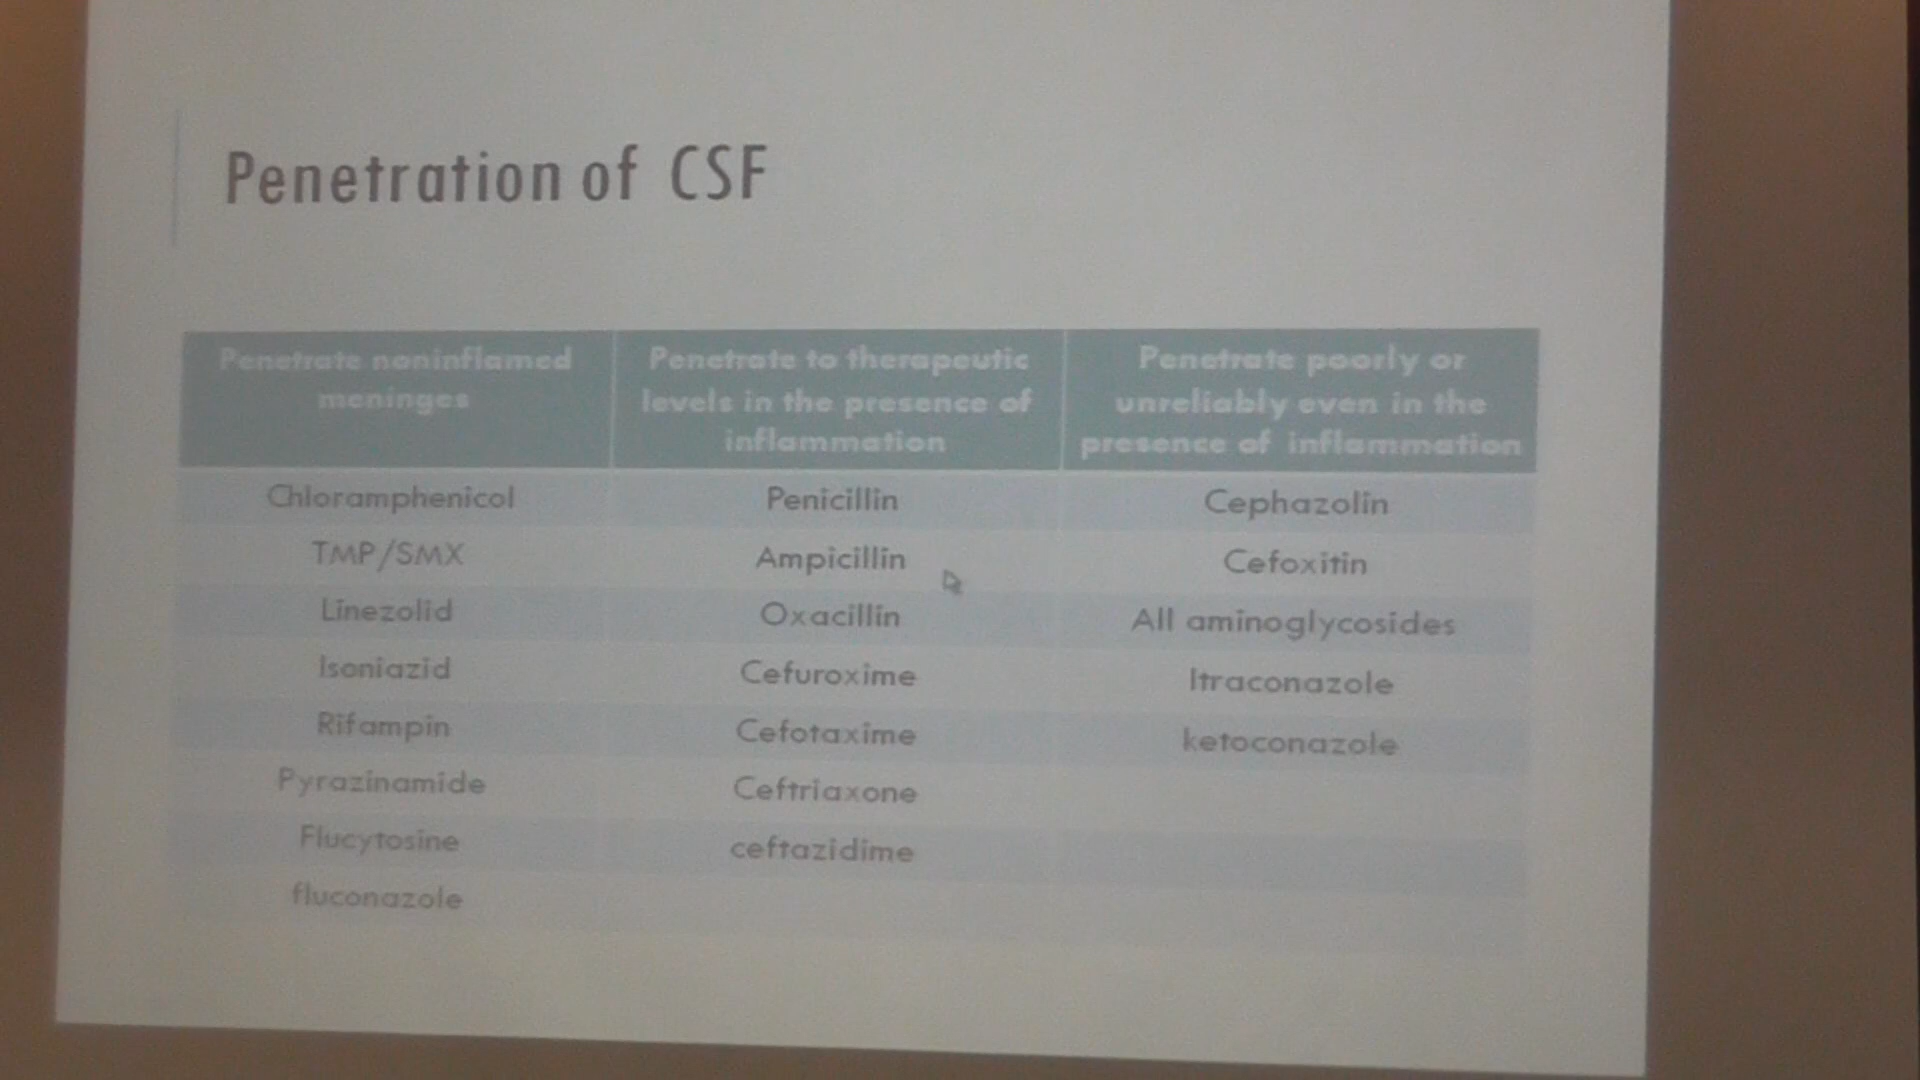 Penetration of CSF
Penetrate noninflamed
meninges
Penetrate to therapeutic
levels in the presence of
inflammation
Penetrate poorly or
unreliably even in the
presence of inflammation
Chloramphenicol
Penicillin
Cephazolin
TMP/SMX
Ampicillin
Cefoxitin
Linezolid
Oxacillin
All aminoglycosides
Isoniazid
Cefuroxime
Itraconazole
Rifampin
Cefotaxime
ketoconazole
Pyrazinamide
Ceftriaxone
Flucytosine
ceftazidime
fluconazole